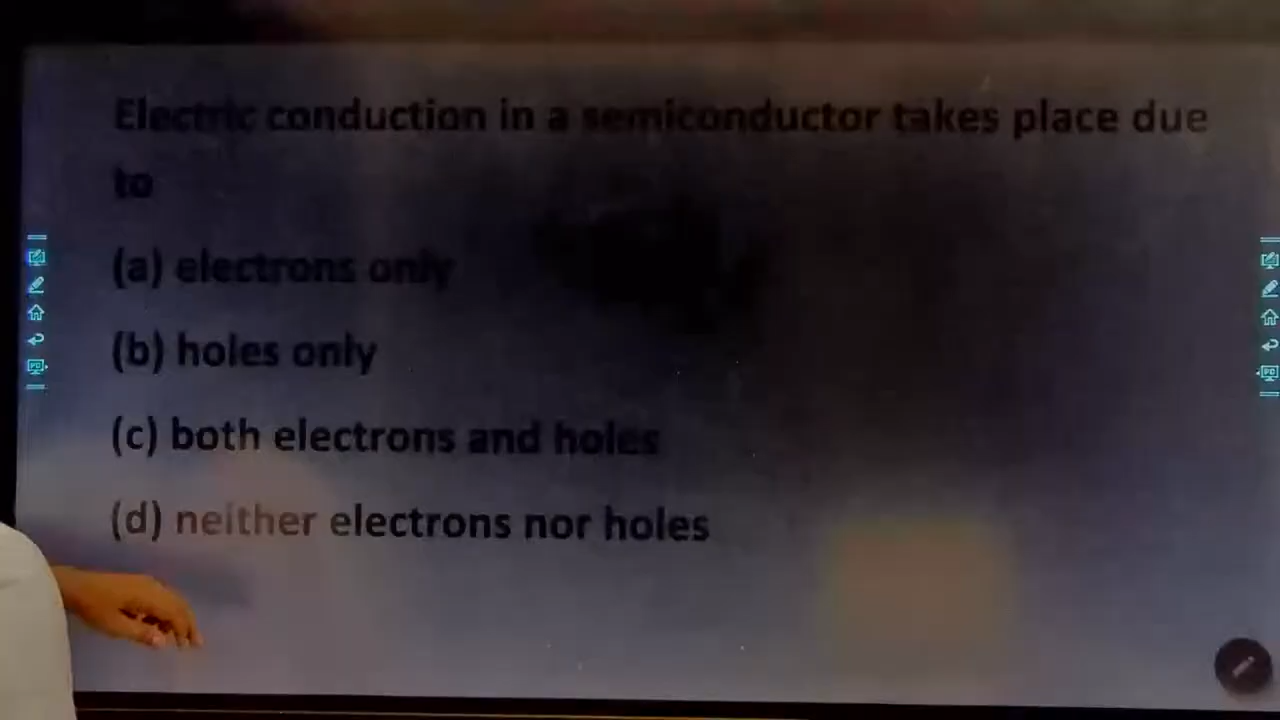 Electric conduction in a semiconductor takes place due
to
(a) electrons only
(b) holes only
(c) both electrons and holes
(d) neither electrons nor holes